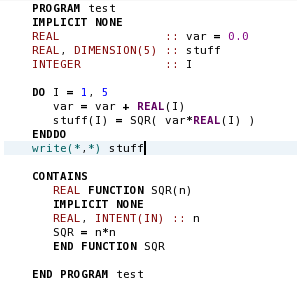 PROGRAM test
IMPLICIT NONE
REAL :: var = 0.0
REAL, DIMENSION(5) :: stuff
INTEGER :: I
DO I = 1, 5
var = var + REAL(I)
stuff(I) = SQR( var*REAL(I) )
ENDDO
write(*,*) stuff
CONTAINS
REAL FUNCTION SQR(n)
IMPLICIT NONE
REAL, INTENT(IN) :: n
SQR = n*n
END FUNCTION SQR
END PROGRAM test